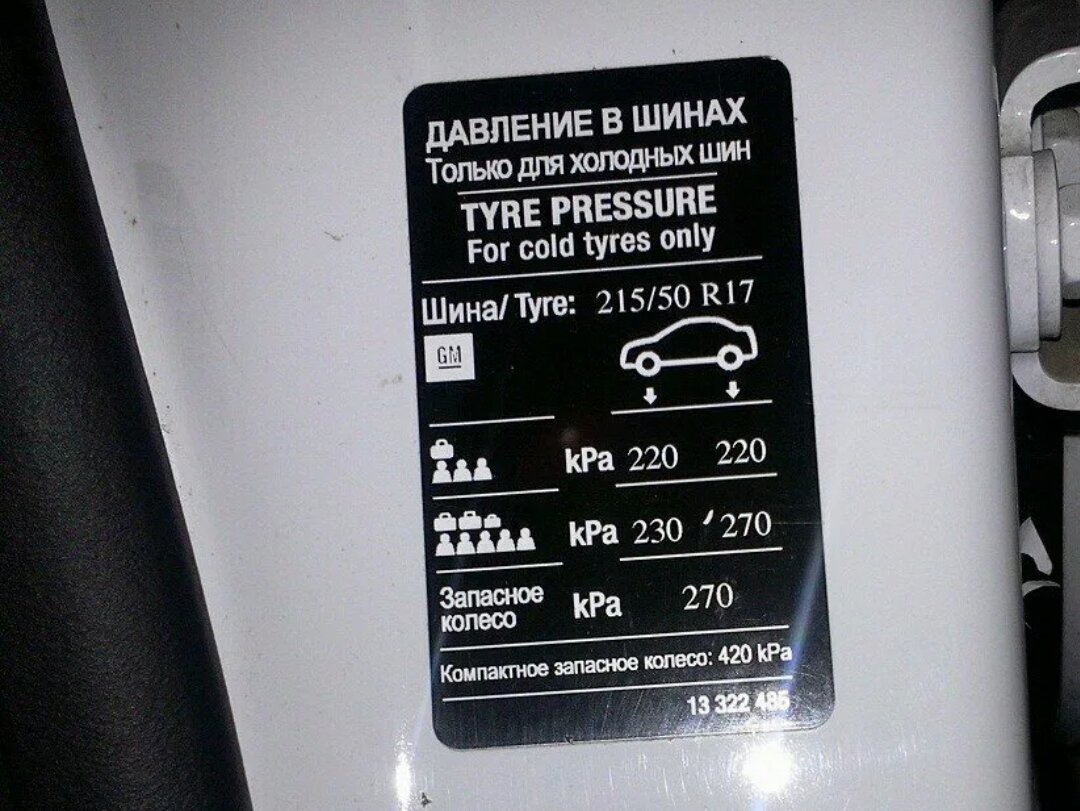 ДАВЛЕНИЕ В ШИНАХ
Только для холодных шин
TYRE PRESSURE
For cold tyres only
Шина/ Tyre: 215/50 R17
GM
kPa 220 220
kPa 230 270
Запасное
колесо kPa 270
Компактное запасное колесо: 420 kPa
13 322 485